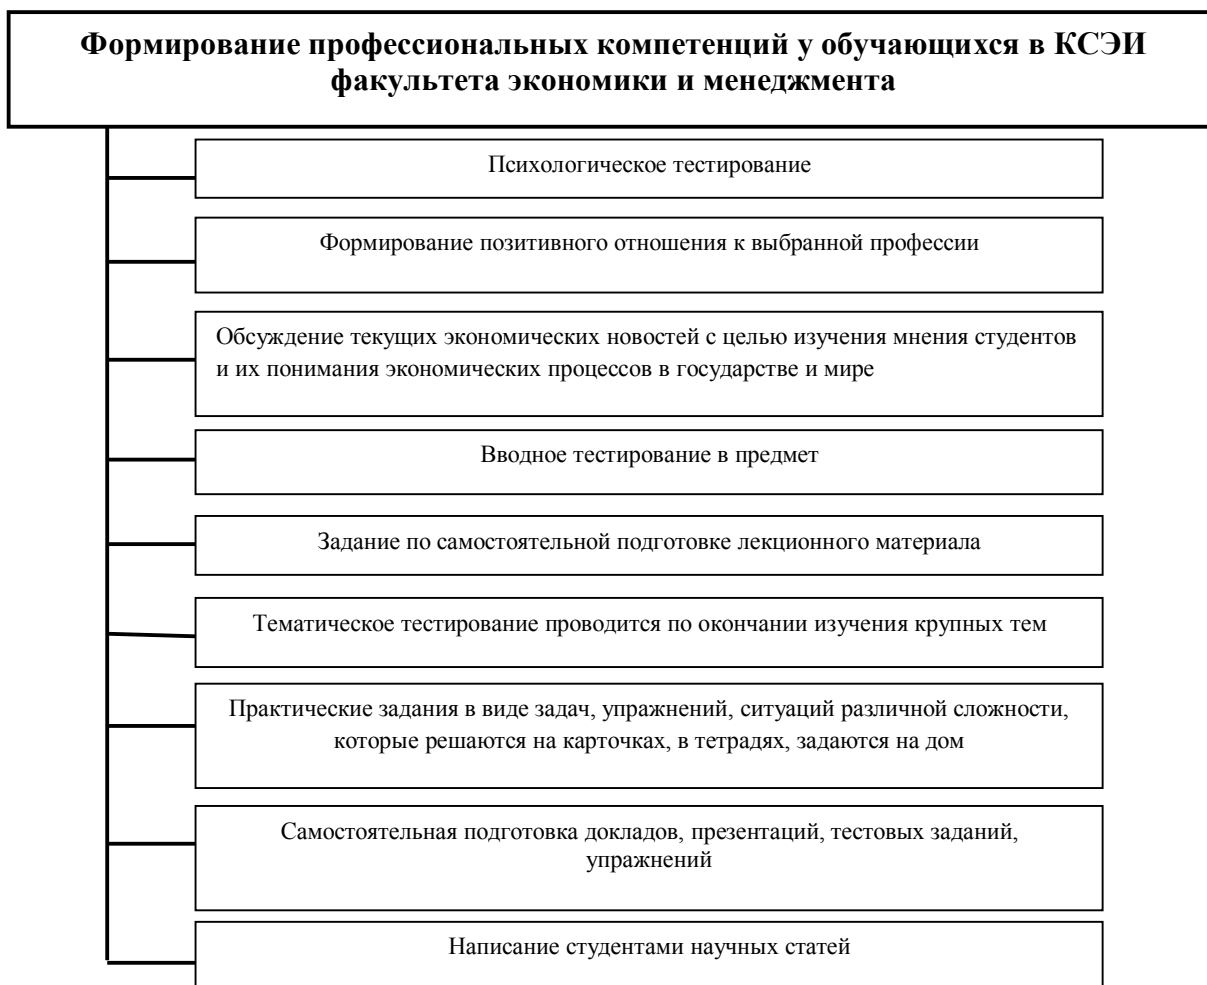 Формирование профессиональных компетенций у обучающихся в КСЭИ
факультета экономики и менеджмента
Психологическое тестирование
Формирование позитивного отношения к выбранной профессии
Обсуждение текущих экономических новостей с целью изучения мнения студентов
и их понимания экономических процессов в государстве и мире
Вводное тестирование в предмет
Задание по самостоятельной подготовке лекционного материала
Тематическое тестирование проводится по окончании изучения крупных тем
Практические задания в виде задач, упражнений, ситуаций различной сложности,
которые решаются на карточках, в тетрадях, задаются на дом
Самостоятельная подготовка докладов, презентаций, тестовых заданий,
упражнений
Написание студентами научных статей